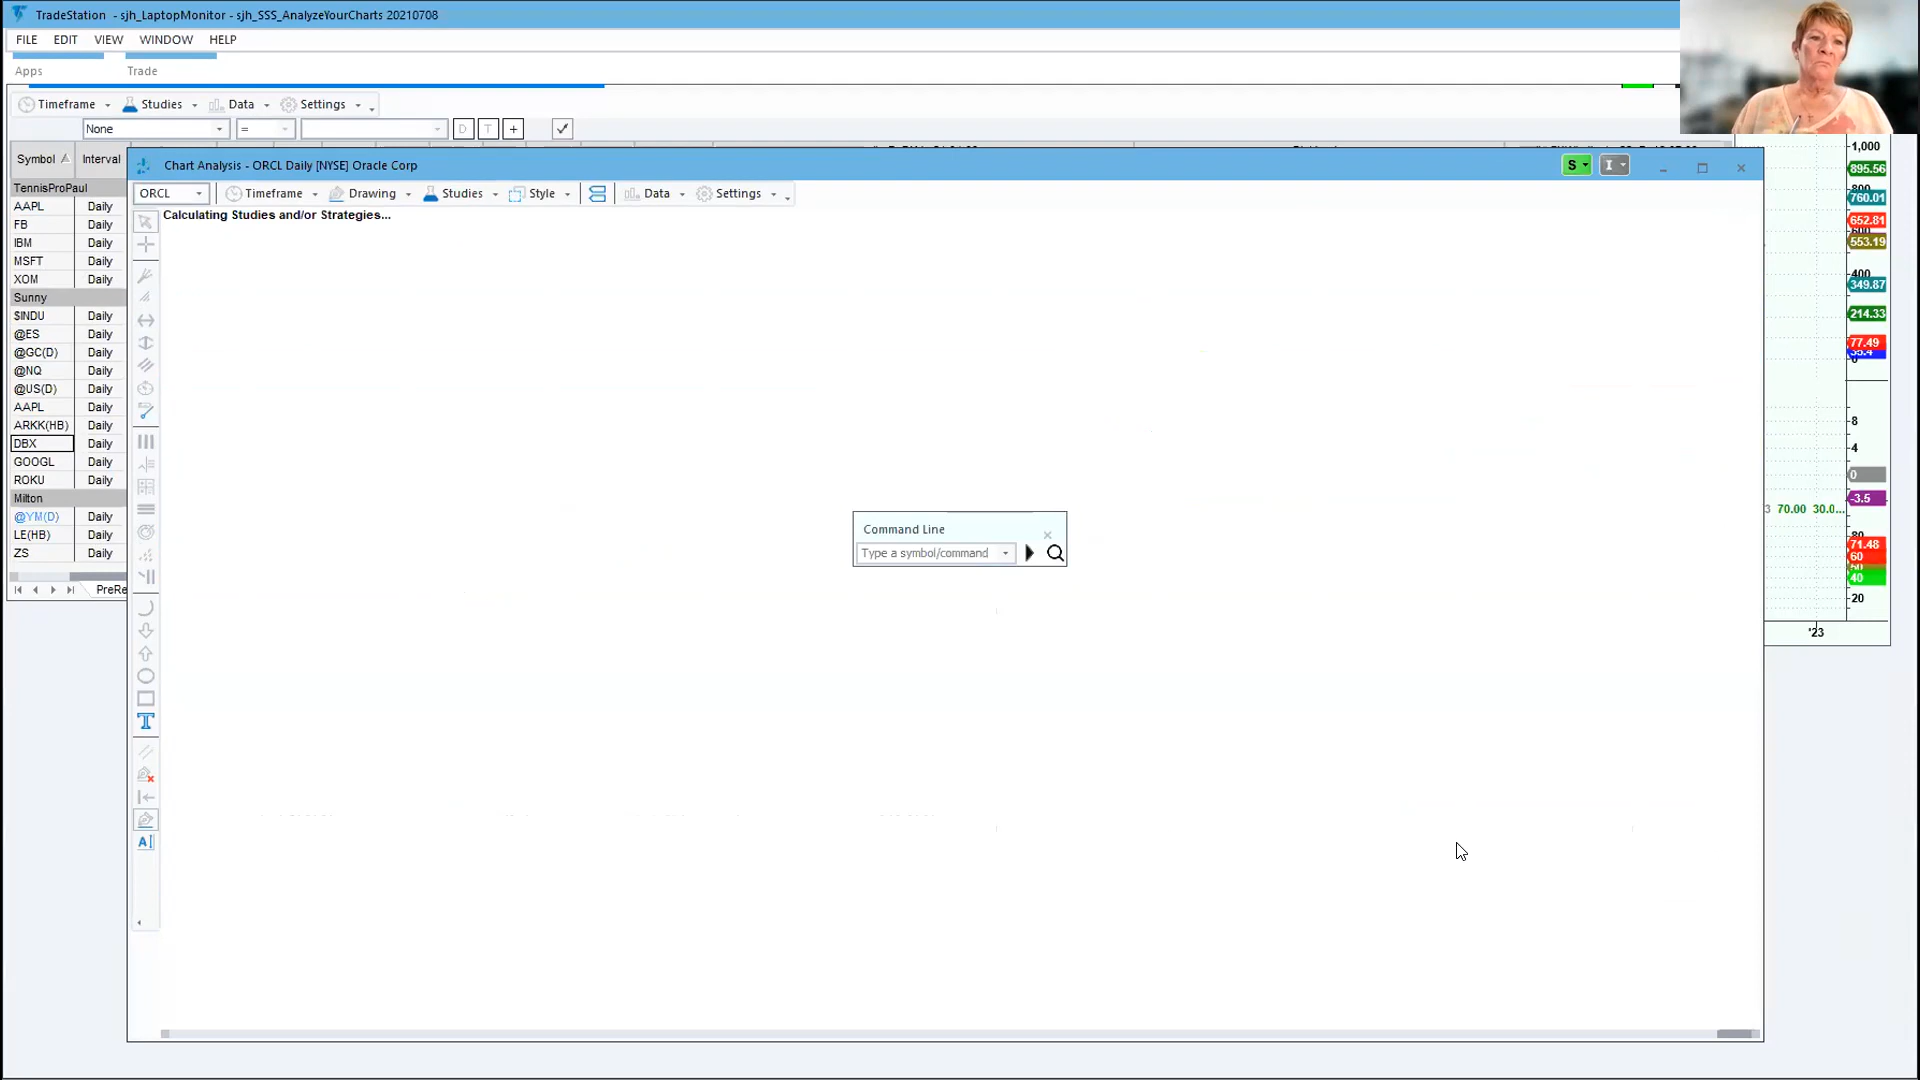 TradeStation - sjh_LaptopMonitor - sjh_SSS_AnalyzeYourCharts 20210708
FILE EDIT VIEW WINDOW HELP
Apps Trade
Timeframe Studies Data Settings
None = D T +
Symbol Interval
TennisProPaul
AAPL Daily
FB Daily
IBM Daily
MSFT Daily
XOM Daily
Sunny
$INDU Daily
@ES Daily
@GC(D) Daily
@NQ Daily
@US(D) Daily
AAPL Daily
ARKK(HB) Daily
DBX Daily
GOOGL Daily
ROKU Daily
Milton
@YM(D) Daily
LE(HB) Daily
ZS Daily
PreRe
Chart Analysis - ORCL Daily [NYSE] Oracle Corp
S I
ORCL Timeframe Drawing Studies Style Data Settings
Calculating Studies and/or Strategies...
T
A
Command Line
Type a symbol/command
1,000
895.56
760.01
652.81
553.19
400
349.87
214.33
77.49
0
8
4
0
-3.5
3 70.00 30.0...
71.48
60
40
20
'23